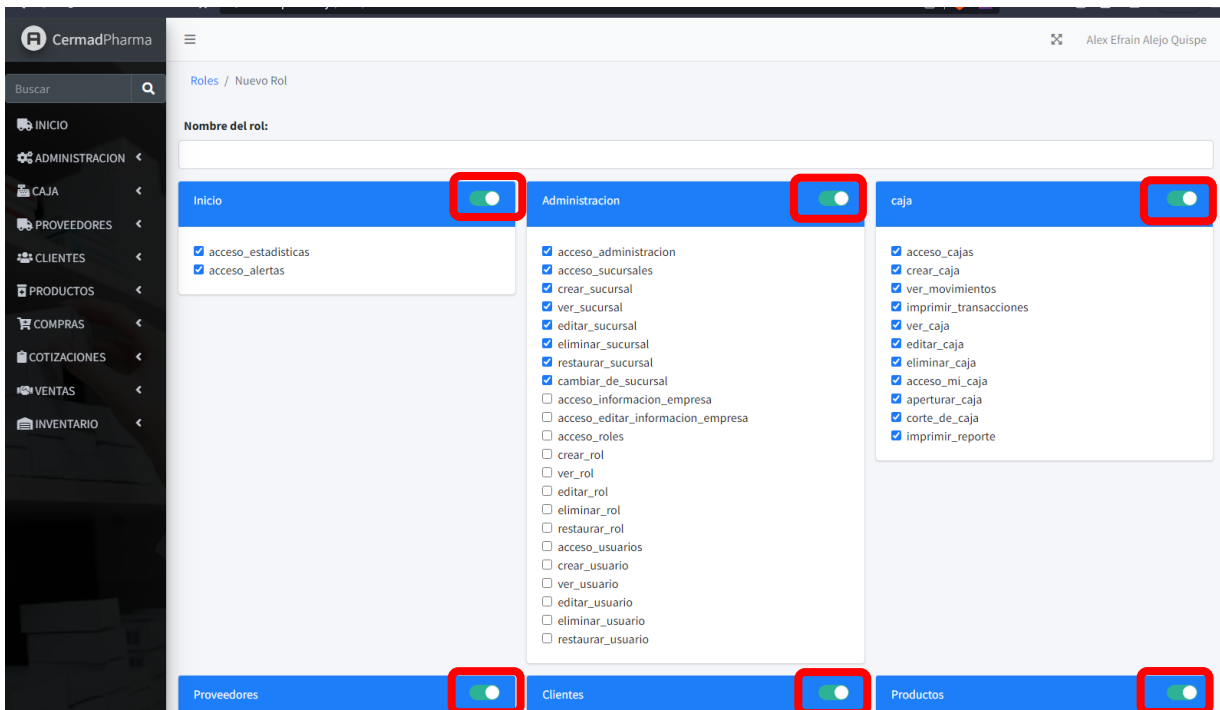 CermadPharma
Alex Efrain Alejo Quispe
Buscar
INICIO
ADMINISTRACION
CAJA
PROVEEDORES
CLIENTES
PRODUCTOS
COMPRAS
COTIZACIONES
VENTAS
INVENTARIO
Roles / Nuevo Rol
Nombre del rol:
Inicio
acceso_estadisticas
acceso_alertas
Administracion
acceso_administracion
acceso_sucursales
crear_sucursal
ver_sucursal
editar_sucursal
eliminar_sucursal
restaurar_sucursal
cambiar_de_sucursal
acceso_informacion_empresa
acceso_editar_informacion_empresa
acceso_roles
crear_rol
ver_rol
editar_rol
eliminar_rol
restaurar_rol
acceso_usuarios
crear_usuario
ver_usuario
editar_usuario
eliminar_usuario
restaurar_usuario
caja
acceso_cajas
crear_caja
ver_movimientos
imprimir_transacciones
ver_caja
editar_caja
eliminar_caja
acceso_mi_caja
aperturar_caja
corte_de_caja
imprimir_reporte
Proveedores
Clientes
Productos